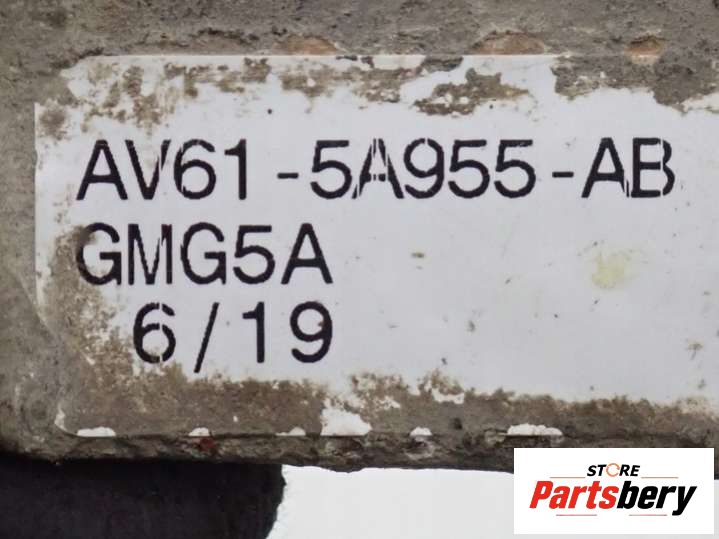 AV61-5A955-AB
GMG5A
6/19
STORE
Partsbery